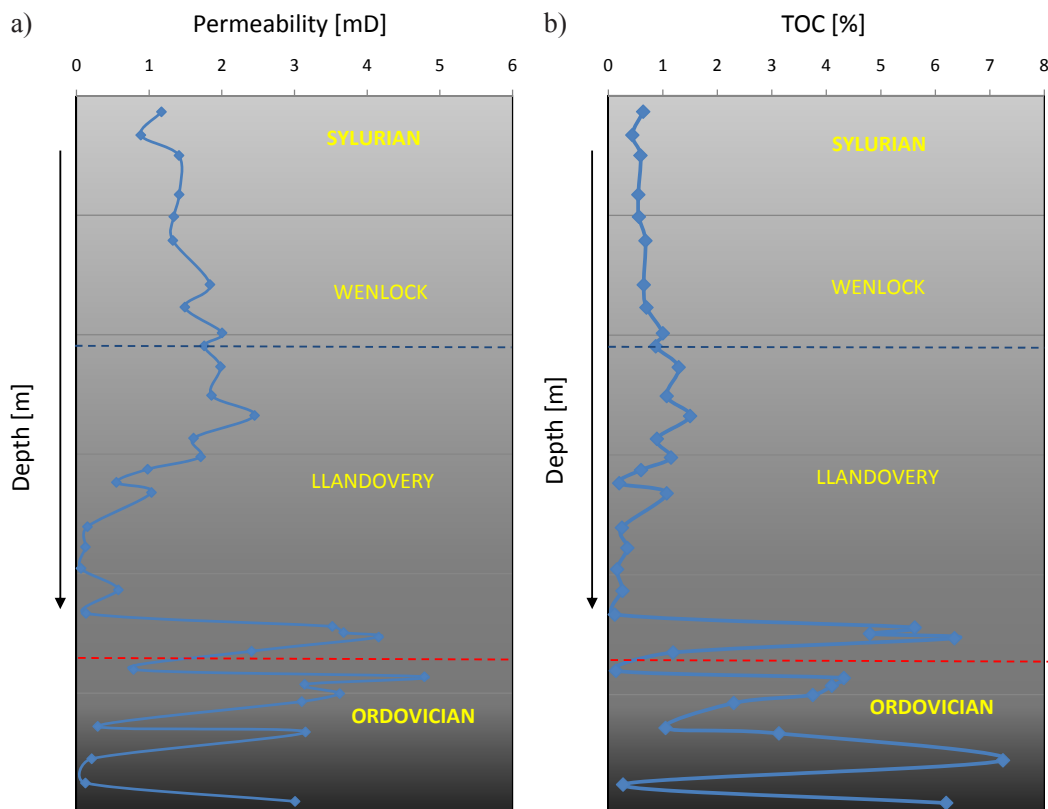 a)
Permeability [mD]
0 1 2 3 4 5 6
SYLURIAN
WENLOCK
LLANDOVERY
ORDOVICIAN
Depth [m]
b)
TOC [%]
0 1 2 3 4 5 6 7 8
SYLURIAN
WENLOCK
LLANDOVERY
ORDOVICIAN
Depth [m]